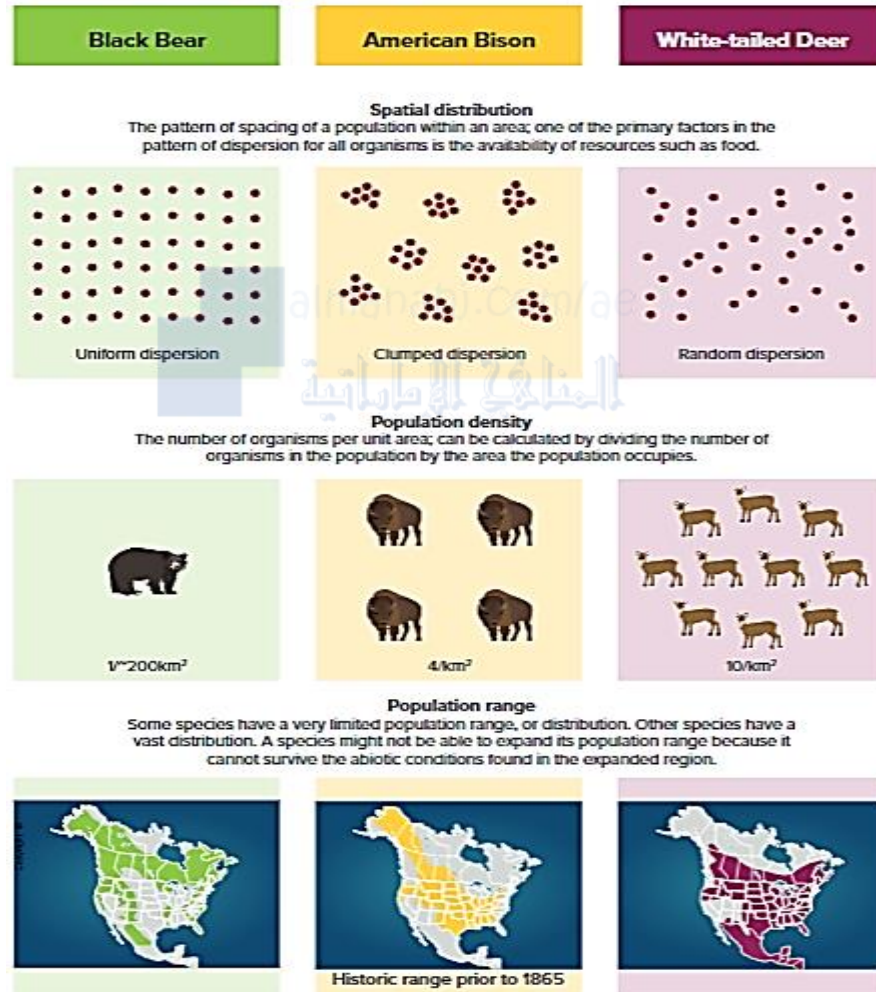 Black Bear
American Bison
White-tailed Deer
Spatial distribution
The pattern of spacing of a population within an area; one of the primary factors in the
pattern of dispersion for all organisms is the availability of resources such as food.
almanahj.com/ae
Uniform dispersion
Clumped dispersion
Random dispersion
المناهج الإماراتية
Population density
The number of organisms per unit area; can be calculated by dividing the number of
organisms in the population by the area the population occupies.
1/~200km²
4/km²
10/km²
Population range
Some species have a very limited population range, or distribution. Other species have a
vast distribution. A species might not be able to expand its population range because it
cannot survive the abiotic conditions found in the expanded region.
Historic range prior to 1865